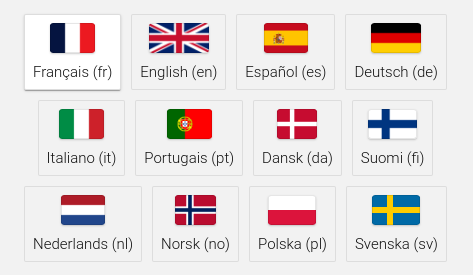 Français (fr) English (en) Español (es) Deutsch (de)
Italiano (it) Portugais (pt) Dansk (da) Suomi (fi)
Nederlands (nl) Norsk (no) Polska (pl) Svenska (sv)